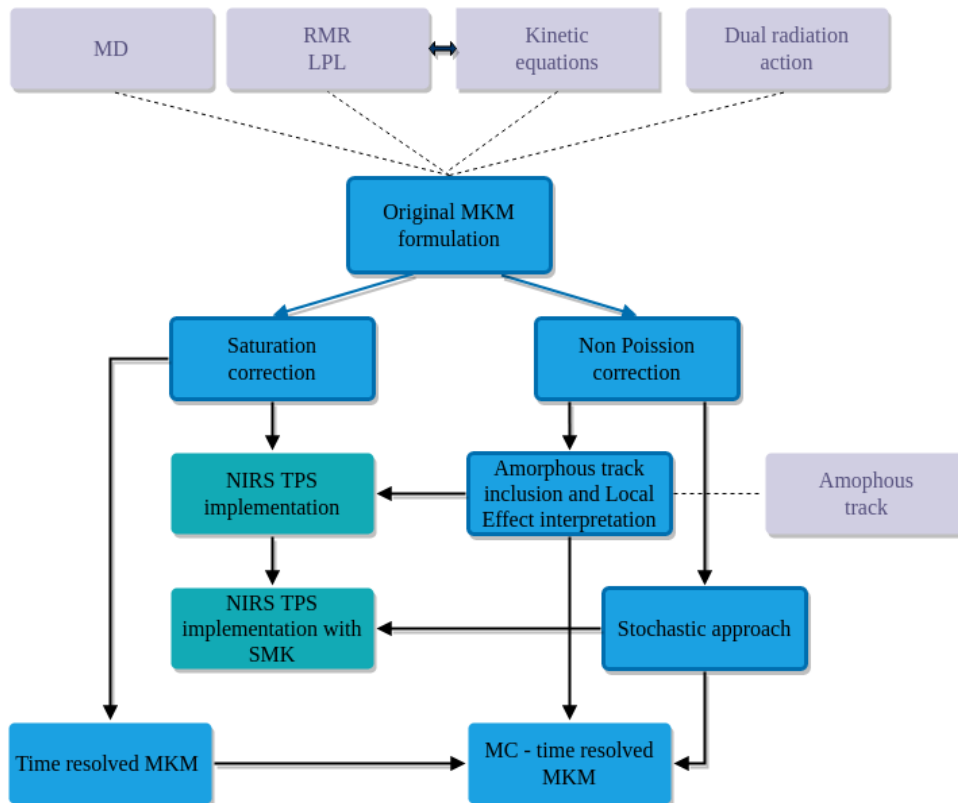 MD
RMR
LPL
Kinetic
equations
Dual radiation
action
Original MKM
formulation
Saturation
correction
Non Poission
correction
NIRS TPS
implementation
Amorphous track
inclusion and Local
Effect interpretation
Amophous
track
NIRS TPS
implementation with
SMK
Stochastic approach
Time resolved MKM
MC - time resolved
MKM